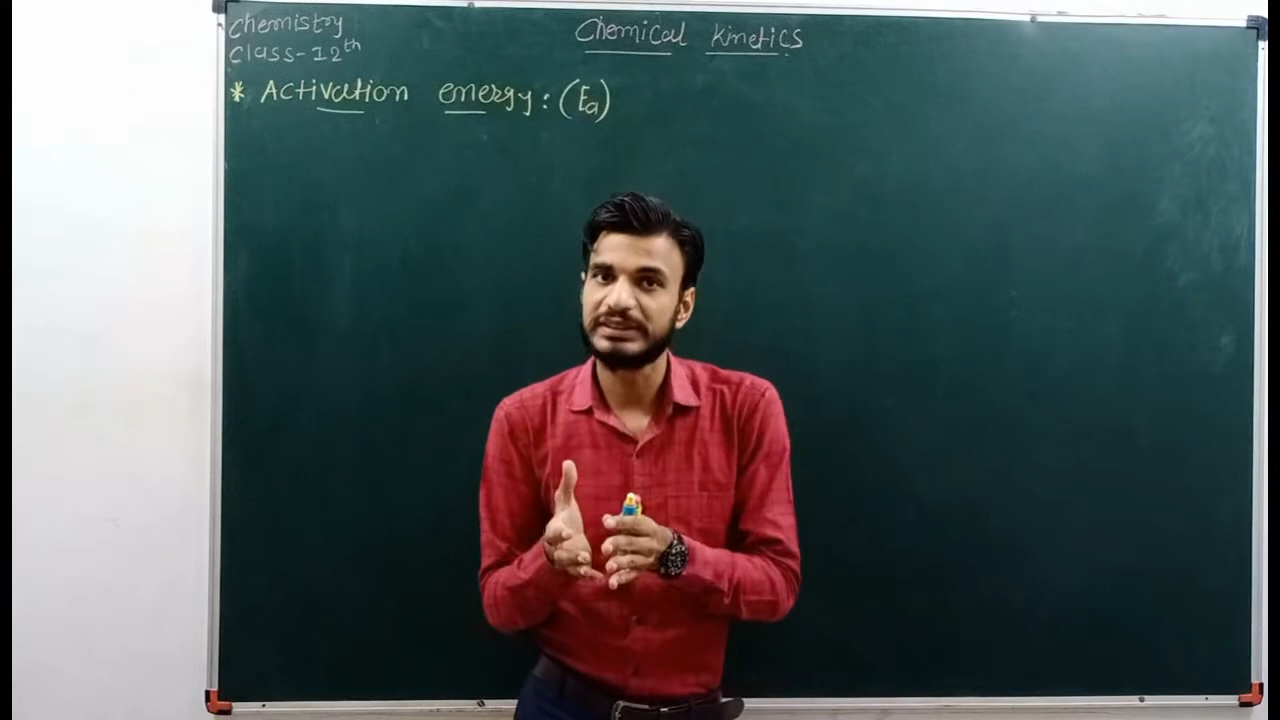 Chemistry
Class-12th
Chemical Kinetics
* Activation energy: (Ea)